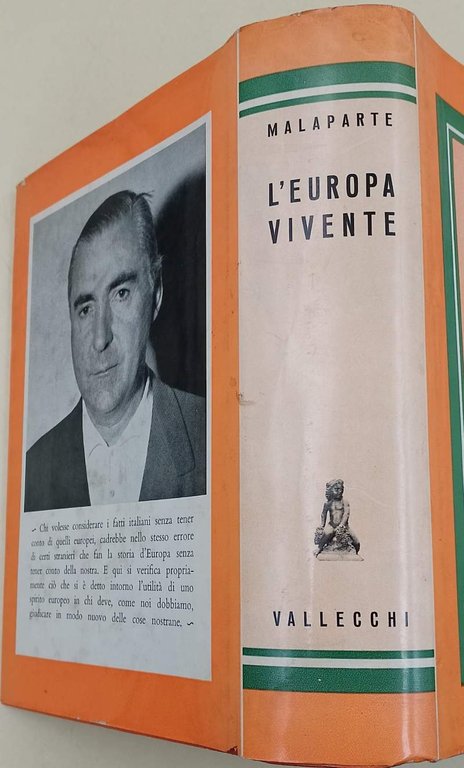 MALAPARTE
L'EUROPA
VIVENTE
VALLECCHI
~ Chi volesse considerare i fatti italiani senza tener
conto di quelli europei, cadrebbe nello stesso errore
di certi stranieri che fan la storia d'Europa senza
tener conto della nostra. E qui si verifica propria-
mente ciò che si è detto intorno l'utilità di uno
spirito europeo in chi deve, come noi dobbiamo,
giudicare in modo nuovo delle cose nostrane. ~